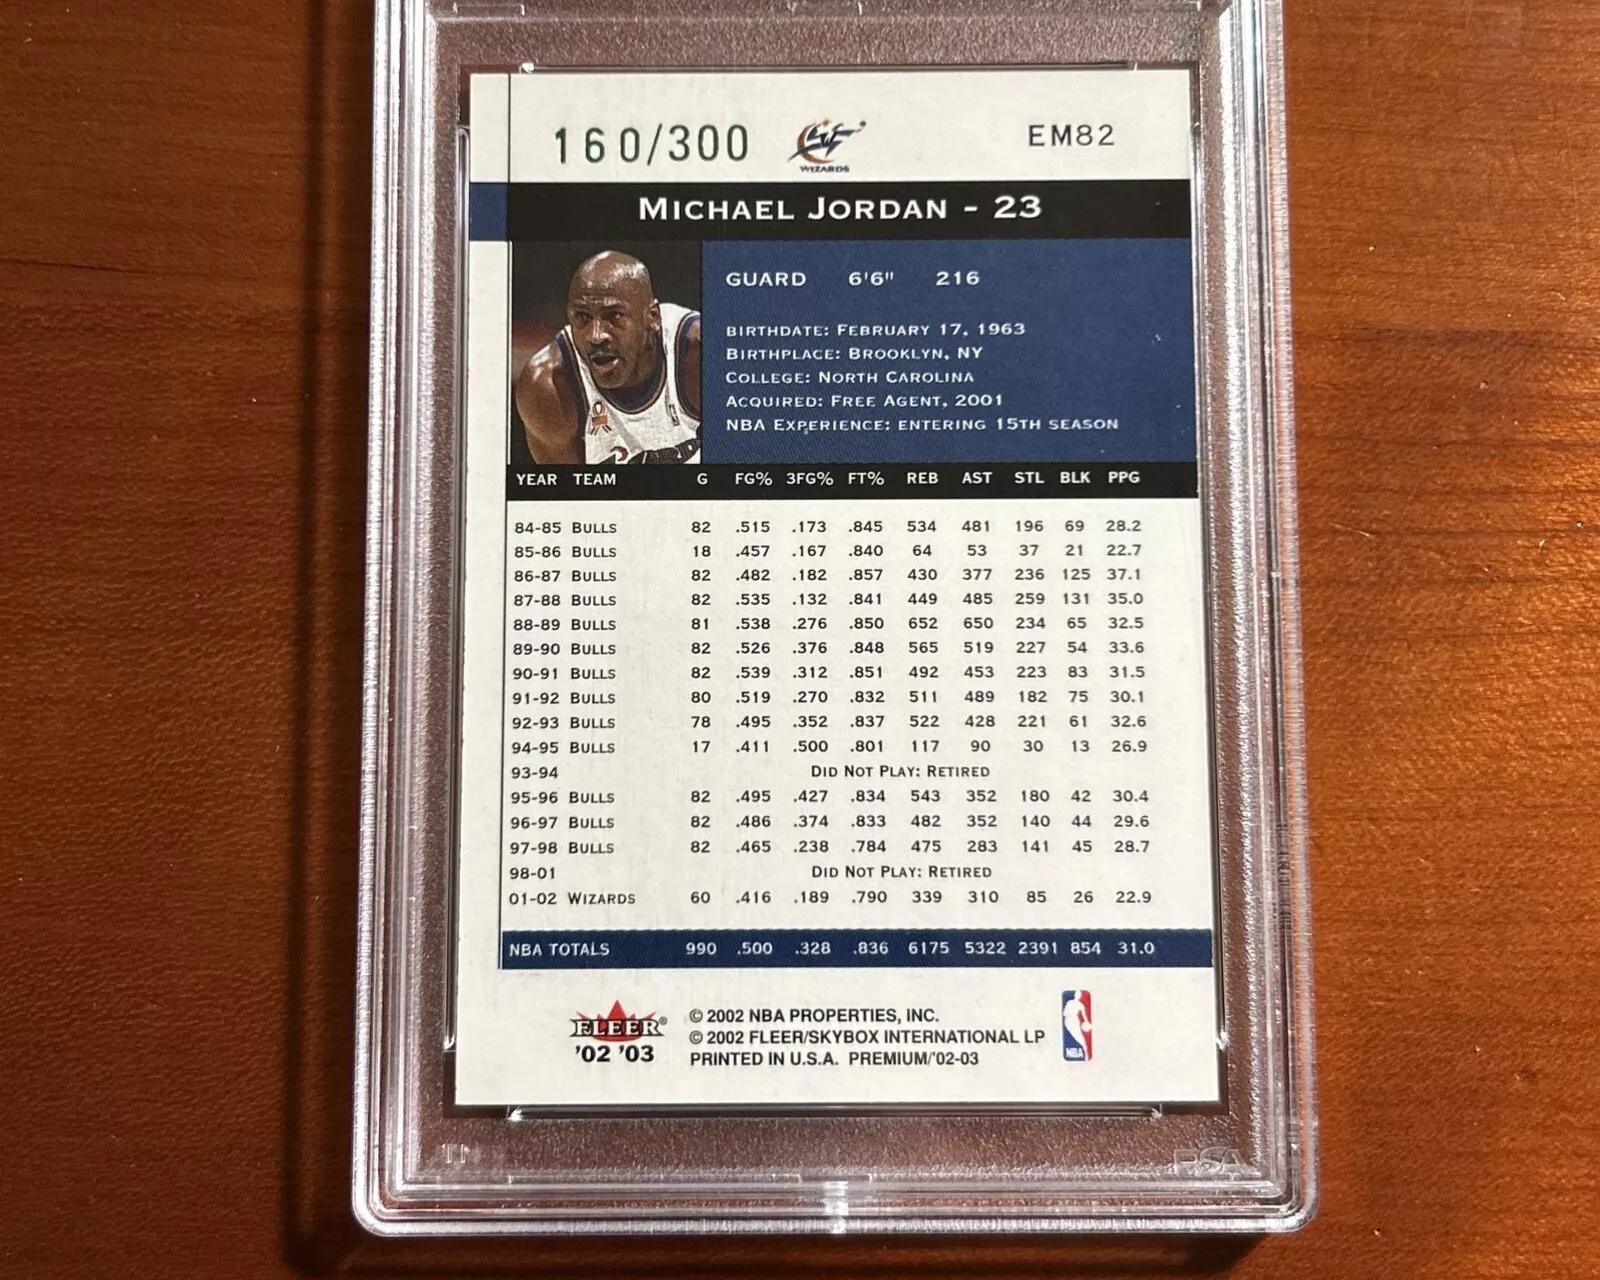 160/300 WIZARDS EM82
MICHAEL JORDAN - 23
GUARD 6'6" 216
BIRTHDATE: FEBRUARY 17, 1963
BIRTHPLACE: BROOKLYN, NY
COLLEGE: NORTH CAROLINA
ACQUIRED: FREE AGENT, 2001
NBA EXPERIENCE: ENTERING 15TH SEASON
YEAR TEAM G FG% 3FG% FT% REB AST STL BLK PPG
84-85 BULLS 82 .515 .173 .845 534 481 196 69 28.2
85-86 BULLS 18 .457 .167 .840 64 53 37 21 22.7
86-87 BULLS 82 .482 .182 .857 430 377 236 125 37.1
87-88 BULLS 82 .535 .132 .841 449 485 259 131 35.0
88-89 BULLS 81 .538 .276 .850 652 650 234 65 32.5
89-90 BULLS 82 .526 .376 .848 565 519 227 54 33.6
90-91 BULLS 82 .539 .312 .851 492 453 223 83 31.5
91-92 BULLS 80 .519 .270 .832 511 489 182 75 30.1
92-93 BULLS 78 .495 .352 .837 522 428 221 61 32.6
94-95 BULLS 17 .411 .500 .801 117 90 30 13 26.9
93-94 DID NOT PLAY: RETIRED
95-96 BULLS 82 .495 .427 .834 543 352 180 42 30.4
96-97 BULLS 82 .486 .374 .833 482 352 140 44 29.6
97-98 BULLS 82 .465 .238 .784 475 283 141 45 28.7
98-01 DID NOT PLAY: RETIRED
01-02 WIZARDS 60 .416 .189 .790 339 310 85 26 22.9
NBA TOTALS 990 .500 .328 .836 6175 5322 2391 854 31.0
FLEER®
'02 '03
© 2002 NBA PROPERTIES, INC.
© 2002 FLEER/SKYBOX INTERNATIONAL LP
PRINTED IN U.S.A. PREMIUM/'02-03
NBA
PSA